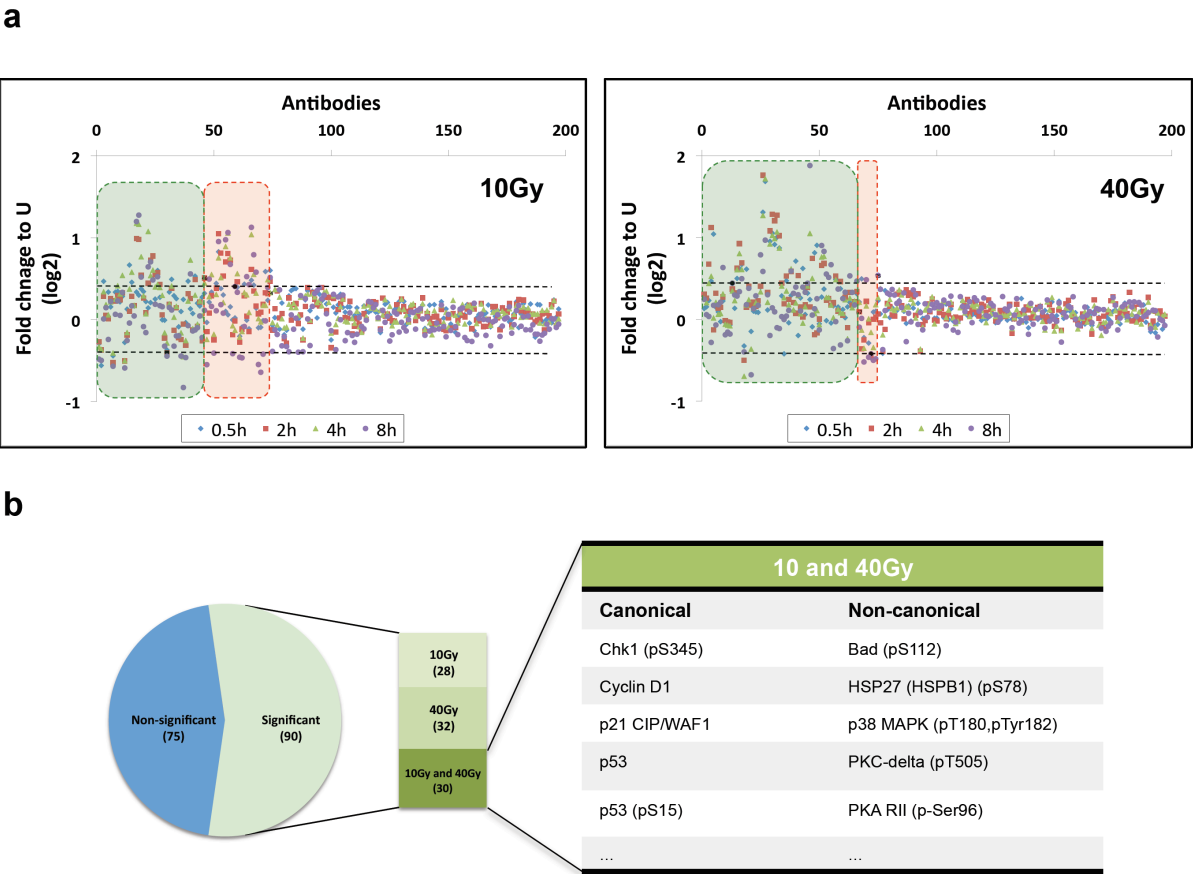 a
Antibodies
0 50 100 150 200
2
1
0
-1
Fold chnage to U
(log2)
10Gy
0.5h 2h 4h 8h
Antibodies
0 50 100 150 200
2
1
0
-1
Fold chnage to U
(log2)
40Gy
0.5h 2h 4h 8h
b
Non-significant
(75)
Significant
(90)
10Gy
(28)
40Gy
(32)
10Gy and 40Gy
(30)
10 and 40Gy
Canonical Non-canonical
Chk1 (pS345) Bad (pS112)
Cyclin D1 HSP27 (HSPB1) (pS78)
p21 CIP/WAF1 p38 MAPK (pT180,pTyr182)
p53 PKC-delta (pT505)
p53 (pS15) PKA RII (p-Ser96)
... ...